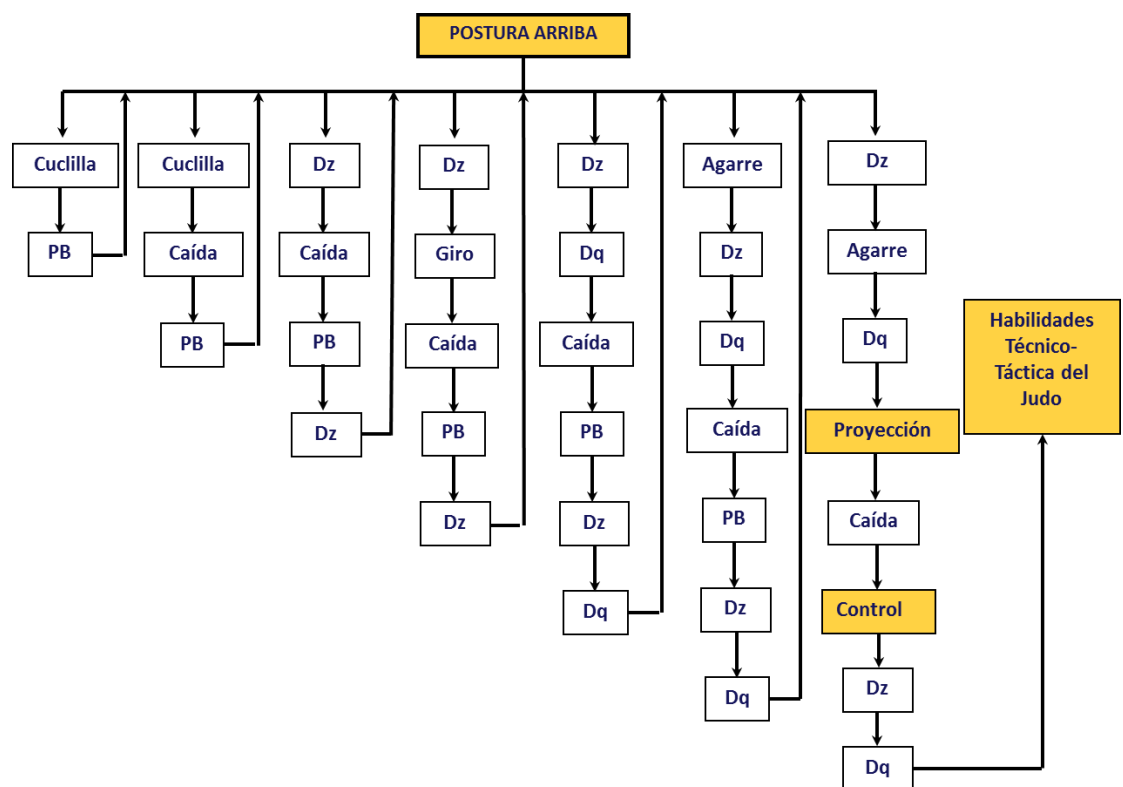 POSTURA ARRIBA
Cuclilla
PB
Cuclilla
Caída
PB
Dz
Caída
PB
Dz
Dz
Giro
Caída
PB
Dz
Dz
Dq
Caída
PB
Dz
Dq
Agarre
Dz
Dq
Caída
PB
Dz
Dq
Dz
Agarre
Dq
Proyección
Caída
Control
Dz
Dq
Habilidades
Técnico-
Táctica del
Judo